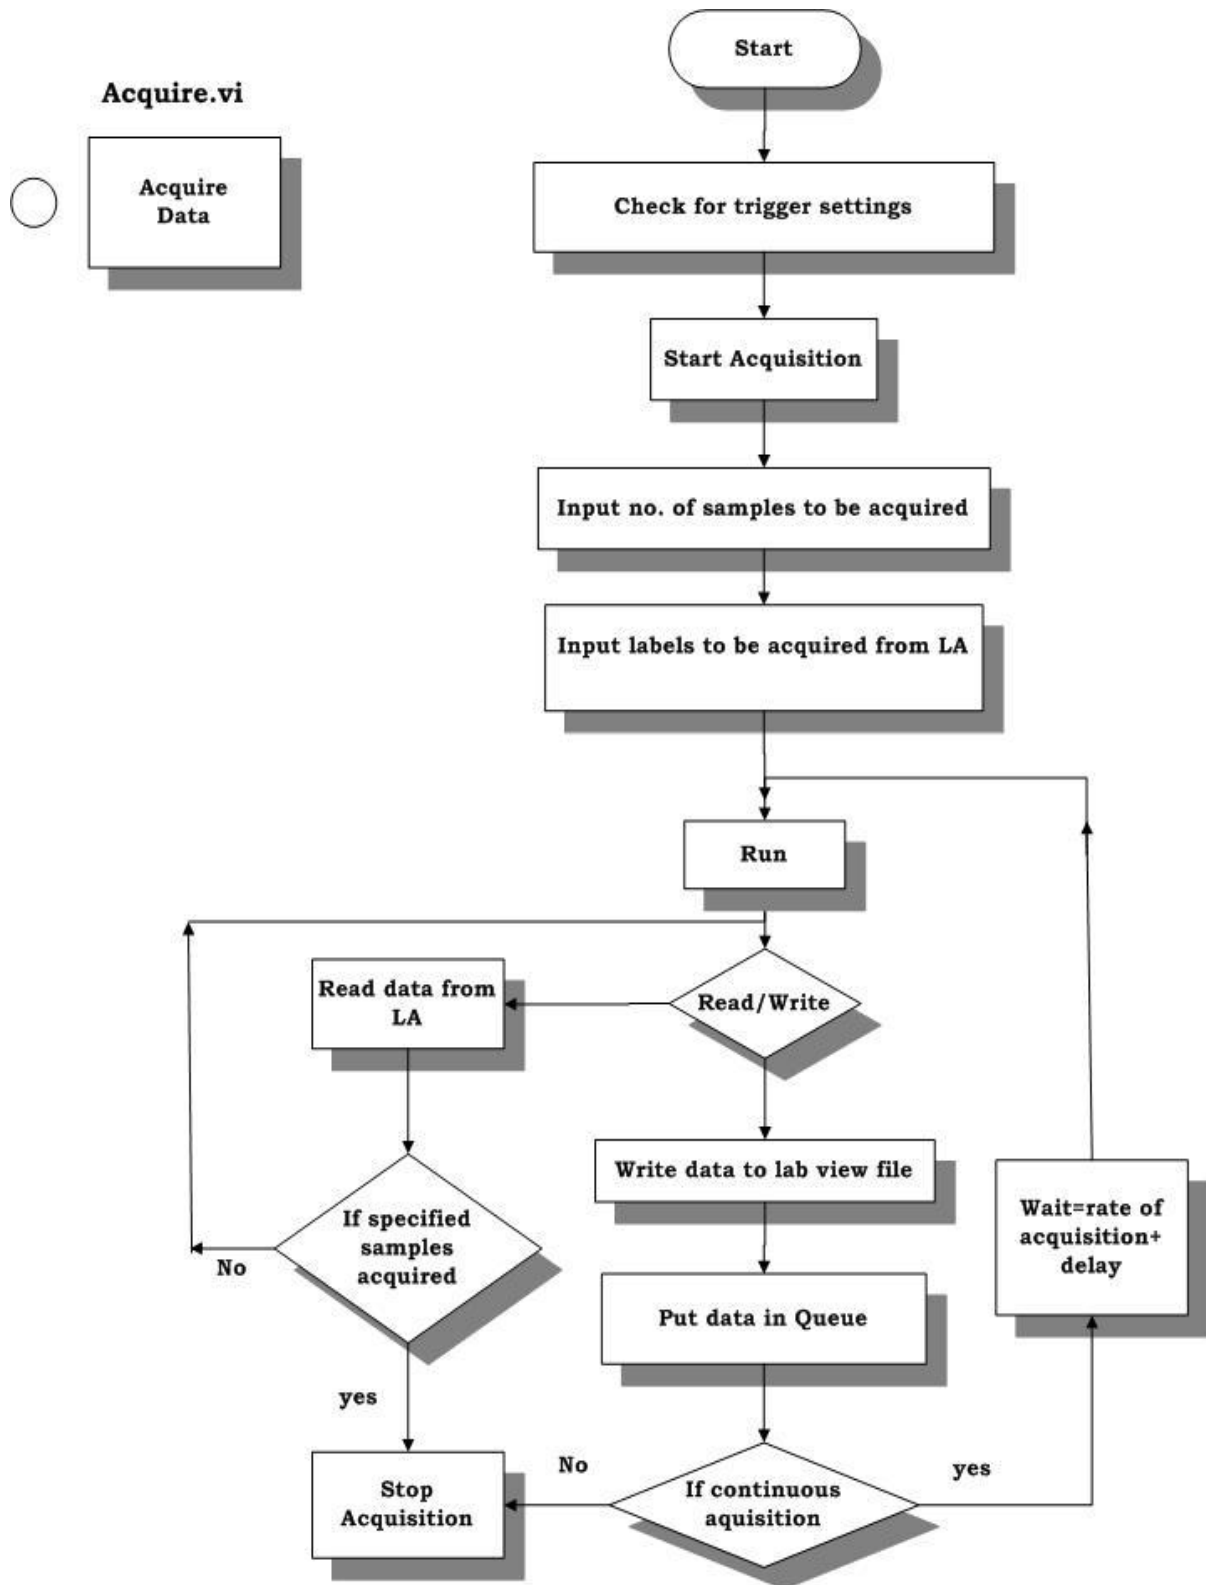 Start
Acquire.vi
Acquire
Data
Check for trigger settings
Start Acquisition
Input no. of samples to be acquired
Input labels to be acquired from LA
Run
Read data from
LA
Read/Write
Write data to lab view file
If specified
samples
acquired
No
Wait=rate of
acquisition+
delay
Put data in Queue
yes
Stop
Acquisition
No
If continuous
aquisition
yes